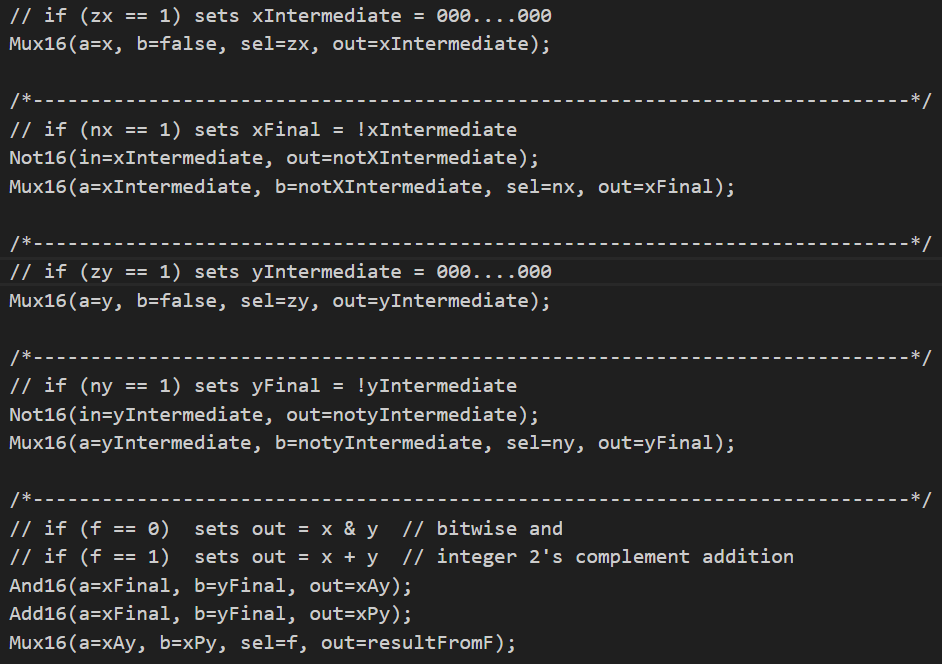 // if (zx == 1) sets xIntermediate = 000....000
Mux16(a=x, b=false, sel=zx, out=xIntermediate);
/*----------------------------------------------------------------------------*/
// if (nx == 1) sets xFinal = !xIntermediate
Not16(in=xIntermediate, out=notXIntermediate);
Mux16(a=xIntermediate, b=notXIntermediate, sel=nx, out=xFinal);
/*----------------------------------------------------------------------------*/
// if (zy == 1) sets yIntermediate = 000....000
Mux16(a=y, b=false, sel=zy, out=yIntermediate);
/*----------------------------------------------------------------------------*/
// if (ny == 1) sets yFinal = !yIntermediate
Not16(in=yIntermediate, out=notyIntermediate);
Mux16(a=yIntermediate, b=notyIntermediate, sel=ny, out=yFinal);
/*----------------------------------------------------------------------------*/
// if (f == 0)  sets out = x & y  // bitwise and
// if (f == 1)  sets out = x + y  // integer 2's complement addition
And16(a=xFinal, b=yFinal, out=xAy);
Add16(a=xFinal, b=yFinal, out=xPy);
Mux16(a=xAy, b=xPy, sel=f, out=resultFromF);